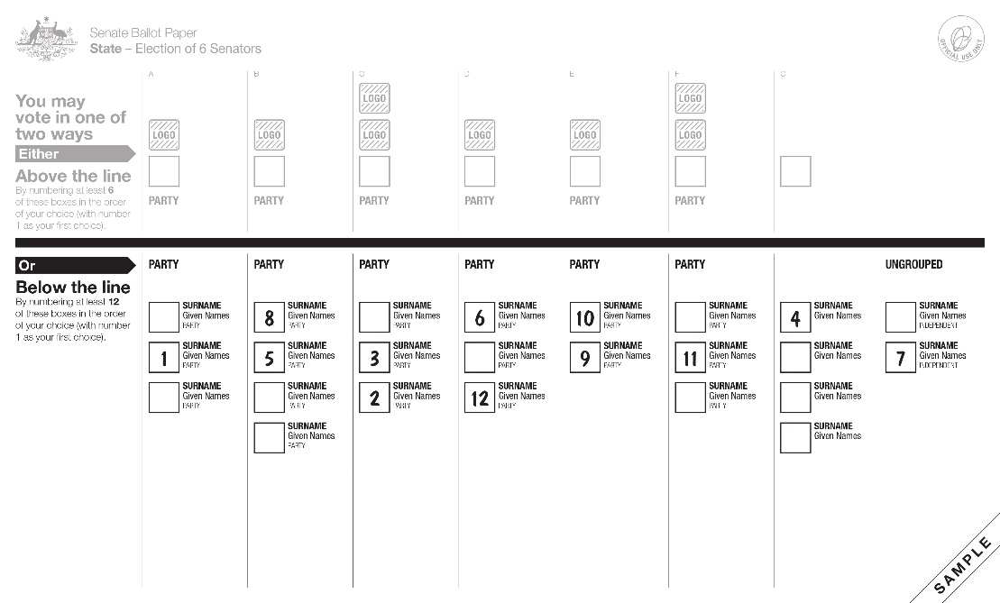 Senate Ballot Paper
State – Election of 6 Senators
OFFICIAL USE ONLY
You may
vote in one of
two ways
Either
Above the line
By numbering at least 6
of these boxes in the order
of your choice (with number
1 as your first choice).
A B C D E F G
LOGO LOGO
LOGO LOGO LOGO LOGO LOGO LOGO
PARTY PARTY PARTY PARTY PARTY PARTY
Or
Below the line
By numbering at least 12
of these boxes in the order
of your choice (with number
1 as your first choice).
PARTY PARTY PARTY PARTY PARTY PARTY UNGROUPED
SURNAME 8 SURNAME SURNAME 6 SURNAME 10 SURNAME SURNAME 4 SURNAME SURNAME
Given Names Given Names Given Names Given Names Given Names Given Names Given Names Given Names
PARTY PARTY PARTY PARTY PARTY PARTY INDEPENDENT
1 SURNAME 5 SURNAME 3 SURNAME SURNAME 9 SURNAME 11 SURNAME SURNAME 7 SURNAME
Given Names Given Names Given Names Given Names Given Names Given Names Given Names Given Names
PARTY PARTY PARTY PARTY PARTY PARTY INDEPENDENT
SURNAME SURNAME 2 SURNAME 12 SURNAME SURNAME SURNAME
Given Names Given Names Given Names Given Names Given Names Given Names
PARTY PARTY PARTY PARTY PARTY
SURNAME SURNAME
Given Names Given Names
PARTY
SAMPLE